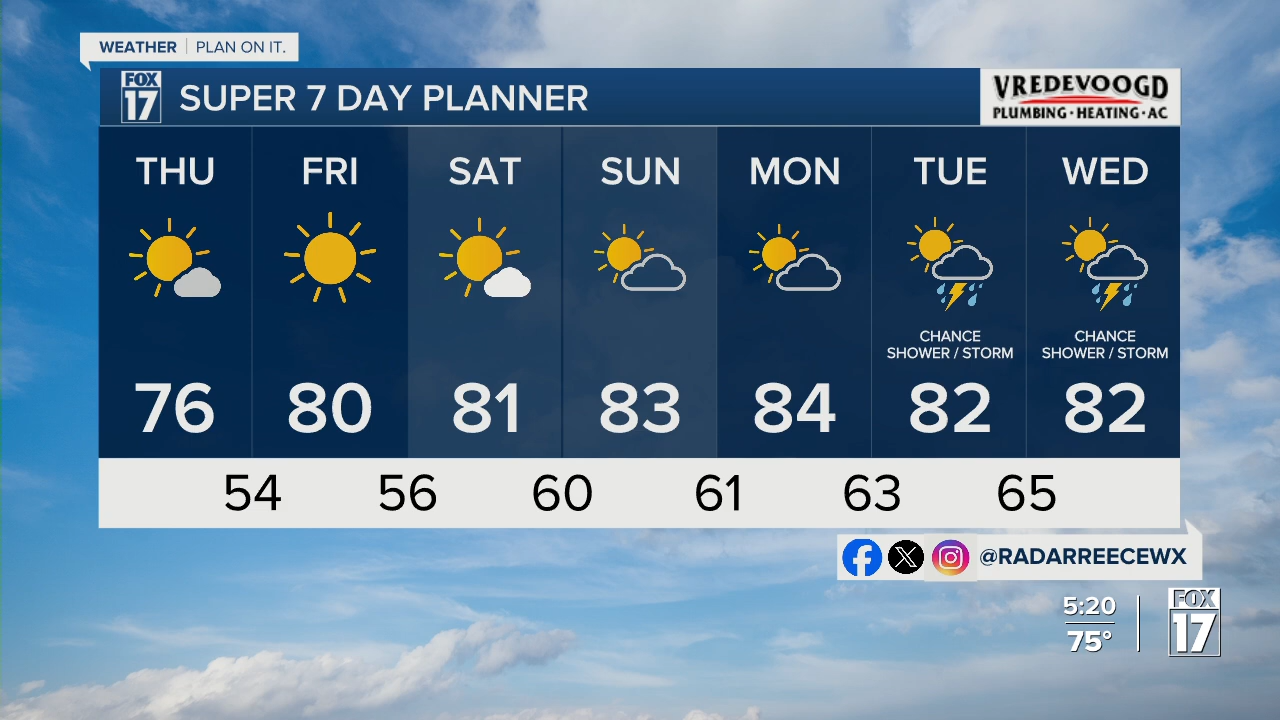 WEATHER | PLAN ON IT.
FOX 17
SUPER 7 DAY PLANNER
VREDEVOOGD
PLUMBING · HEATING · AC
THU FRI SAT SUN MON TUE WED
CHANCE CHANCE
SHOWER / STORM SHOWER / STORM
76 80 81 83 84 82 82
54 56 60 61 63 65
@RADARREECEWX
5:20
75°
FOX 17